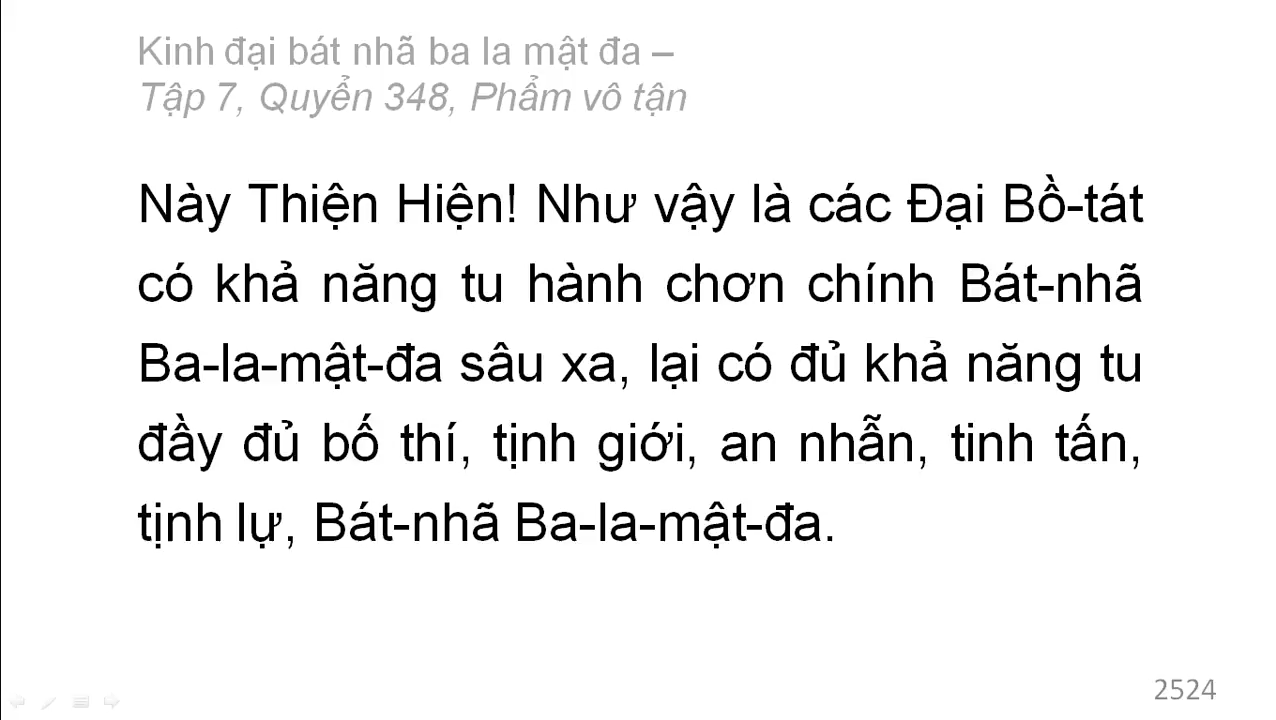 Kinh đại bát nhã ba la mật đa –
Tập 7, Quyển 348, Phẩm vô tận
Này Thiện Hiện! Như vậy là các Đại Bồ-tát
có khả năng tu hành chơn chính Bát-nhã
Ba-la-mật-đa sâu xa, lại có đủ khả năng tu
đầy đủ bố thí, tịnh giới, an nhẫn, tinh tấn,
tịnh lự, Bát-nhã Ba-la-mật-đa.
2524